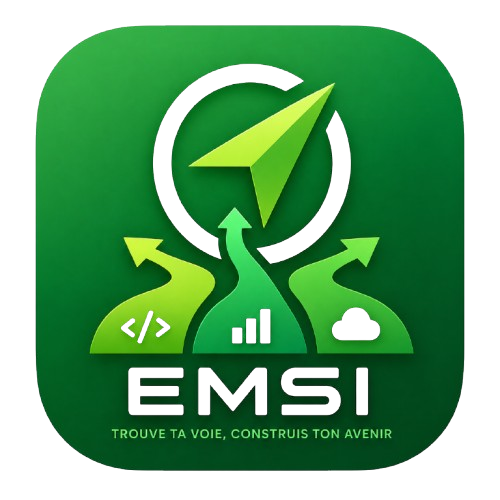 </>
EMSI
TROUVE TA VOIE, CONSTRUIS TON AVENIR